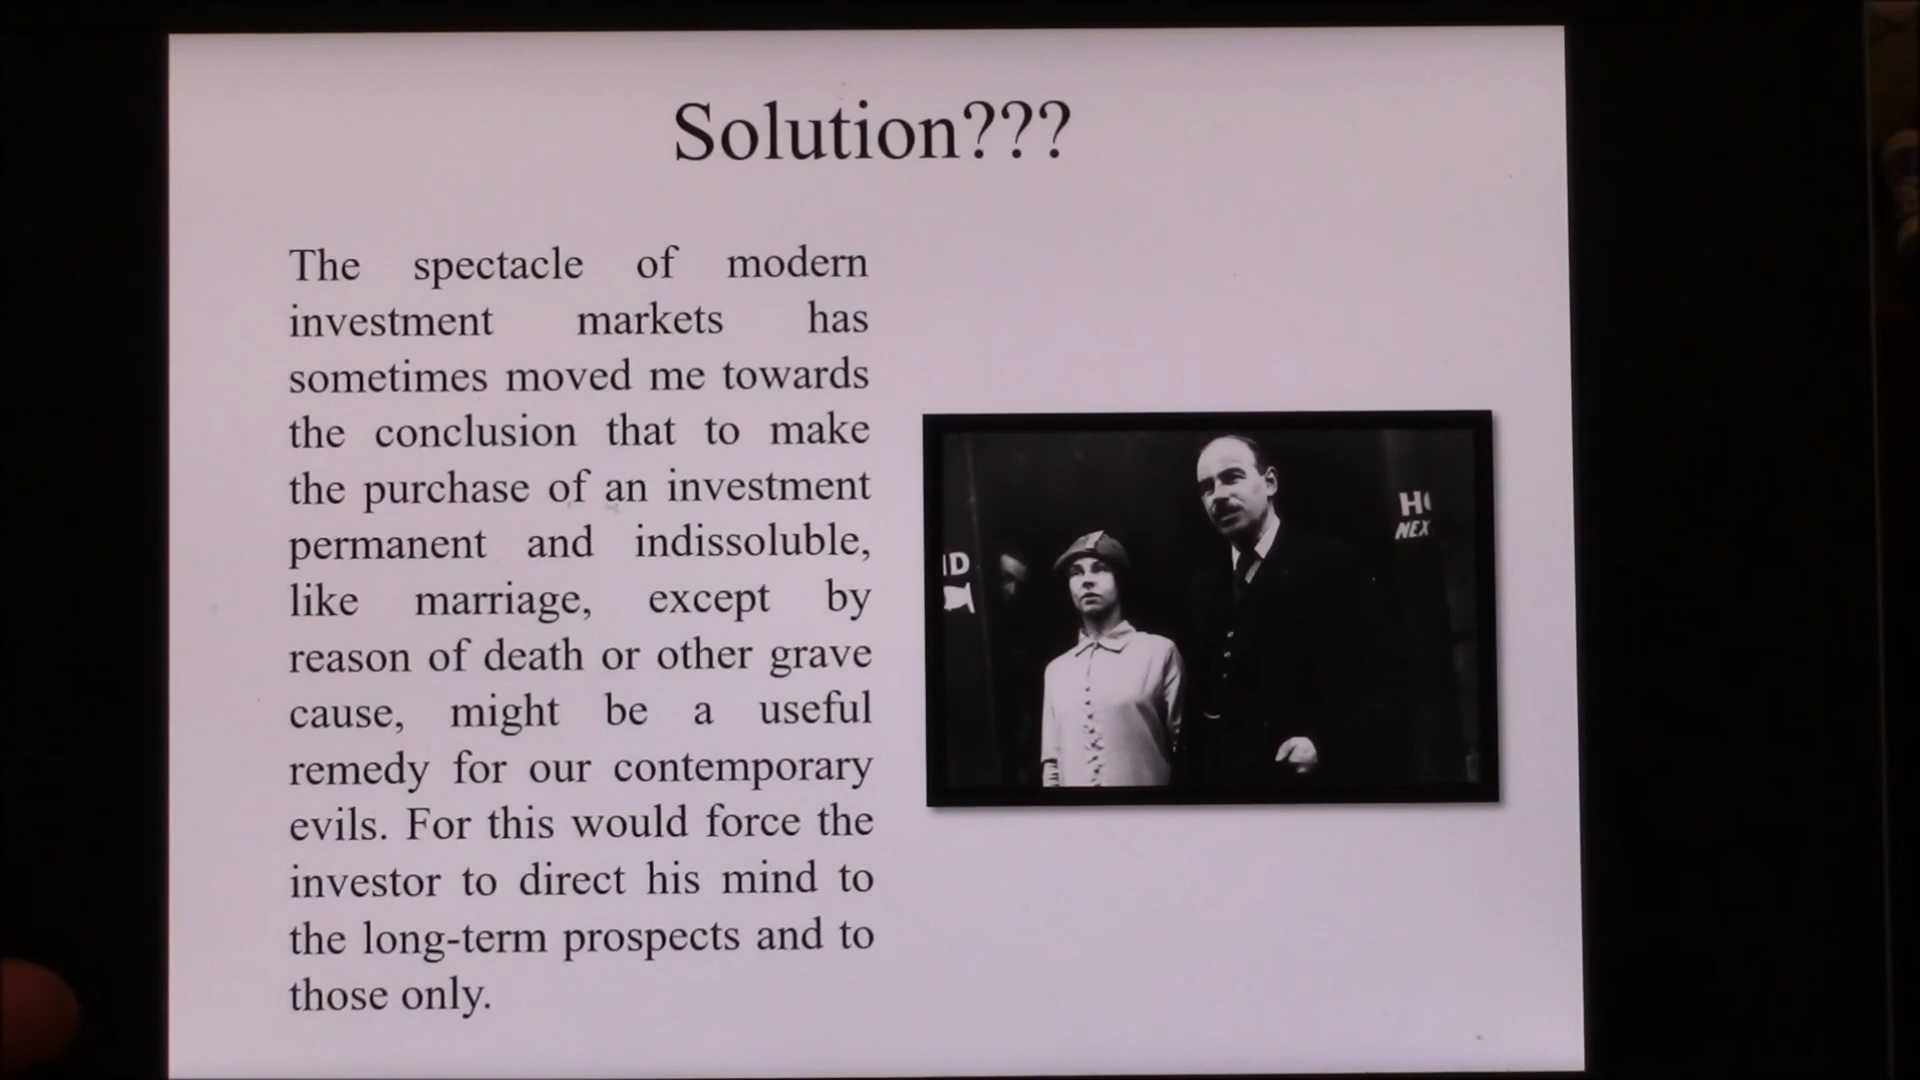 Solution???
The spectacle of modern
investment markets has
sometimes moved me towards
the conclusion that to make
the purchase of an investment
permanent and indissoluble,
like marriage, except by
reason of death or other grave
cause, might be a useful
remedy for our contemporary
evils. For this would force the
investor to direct his mind to
the long-term prospects and to
those only.
ID
H
NEX